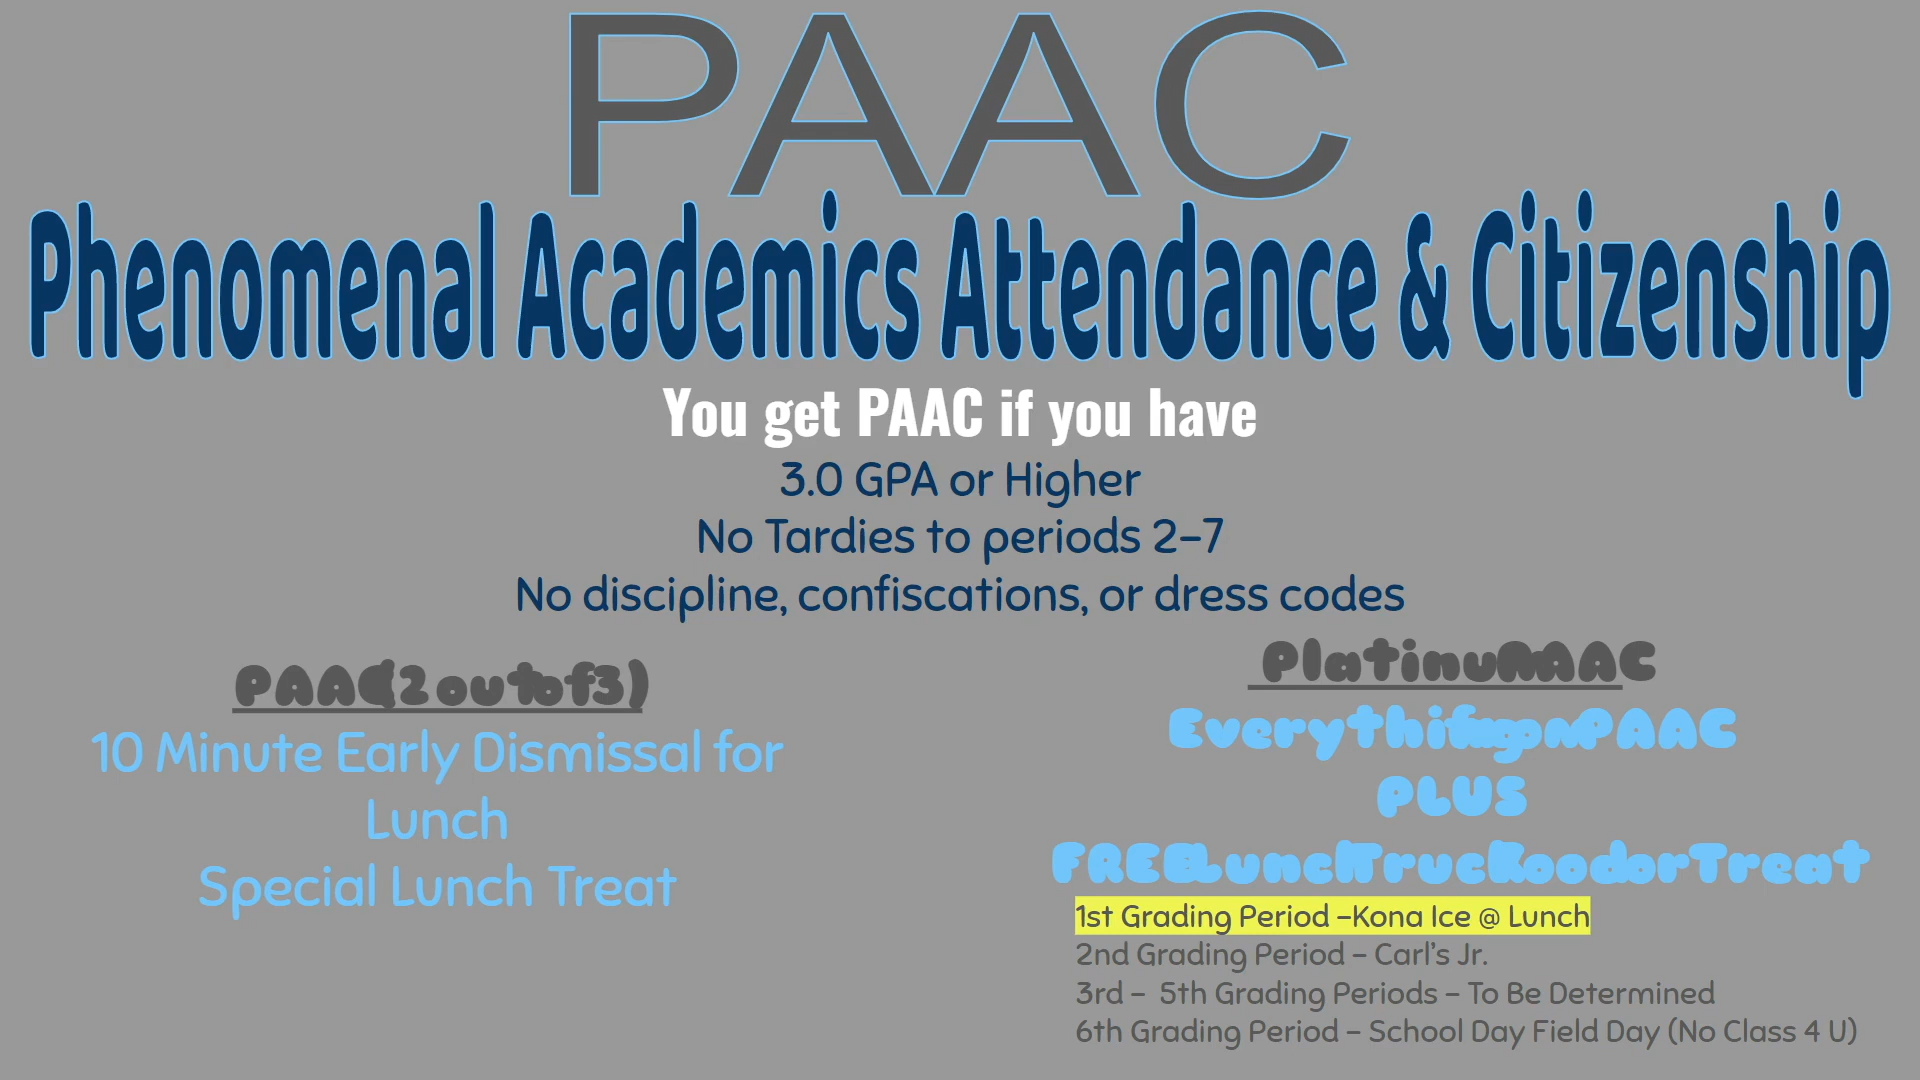 PAAC
Phenomenal Academics Attendance & Citizenship
You get PAAC if you have
3.0 GPA or Higher
No Tardies to periods 2-7
No discipline, confiscations, or dress codes
PAAC (2 out of 3)
10 Minute Early Dismissal for
Lunch
Special Lunch Treat
Platinum PAAC
Everything from PAAC
PLUS
FREE Lunch Truck Food or Treat
1st Grading Period -Kona Ice @ Lunch
2nd Grading Period - Carl's Jr.
3rd - 5th Grading Periods - To Be Determined
6th Grading Period - School Day Field Day (No Class 4 U)